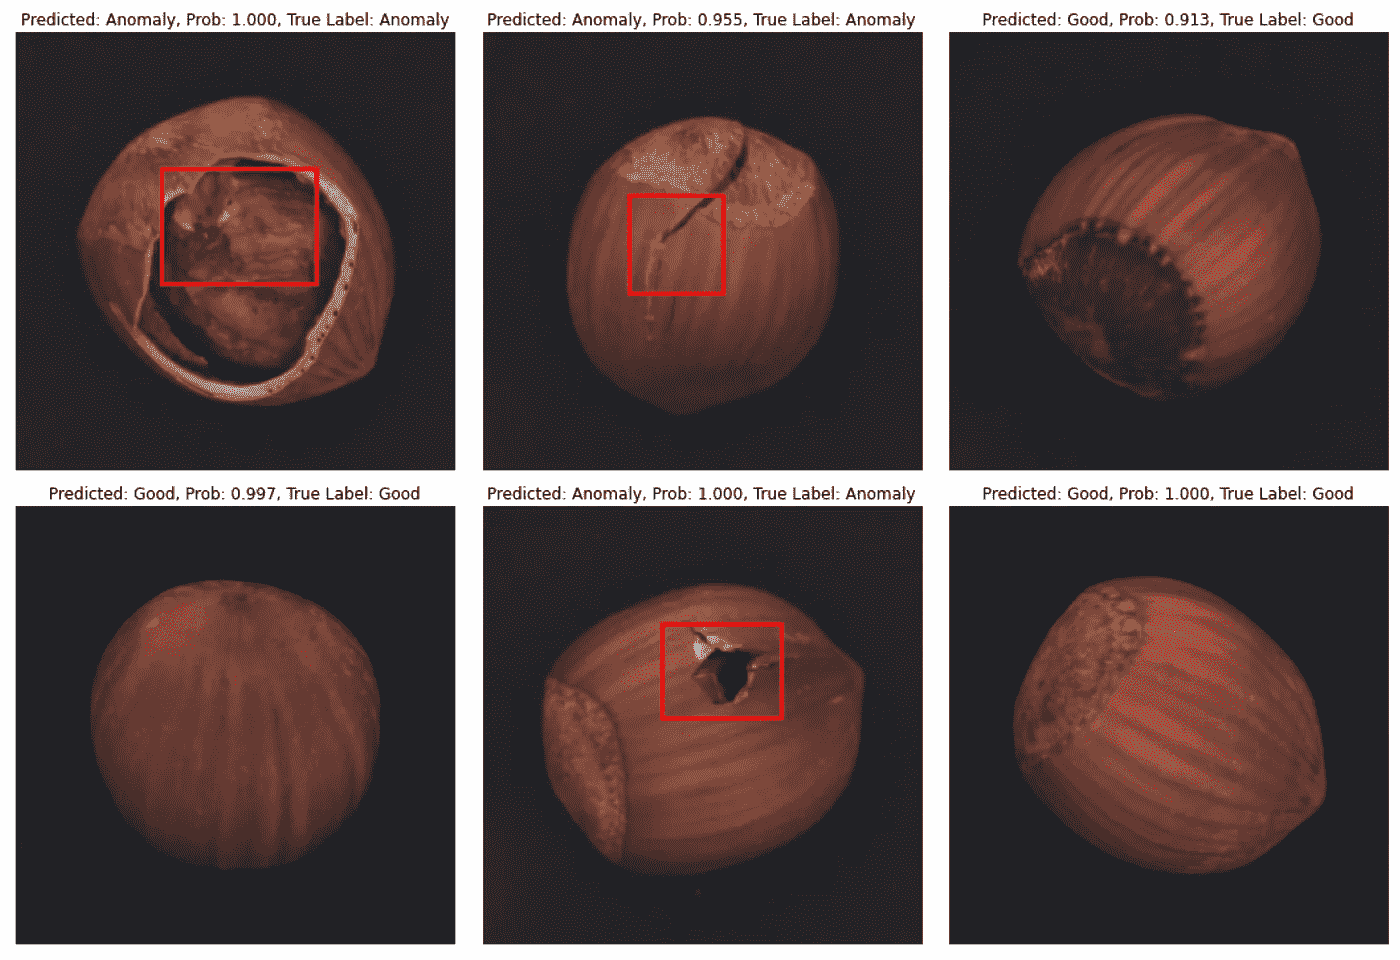 Predicted: Anomaly, Prob: 1.000, True Label: Anomaly
Predicted: Anomaly, Prob: 0.955, True Label: Anomaly
Predicted: Good, Prob: 0.913, True Label: Good
Predicted: Good, Prob: 0.997, True Label: Good
Predicted: Anomaly, Prob: 1.000, True Label: Anomaly
Predicted: Good, Prob: 1.000, True Label: Good